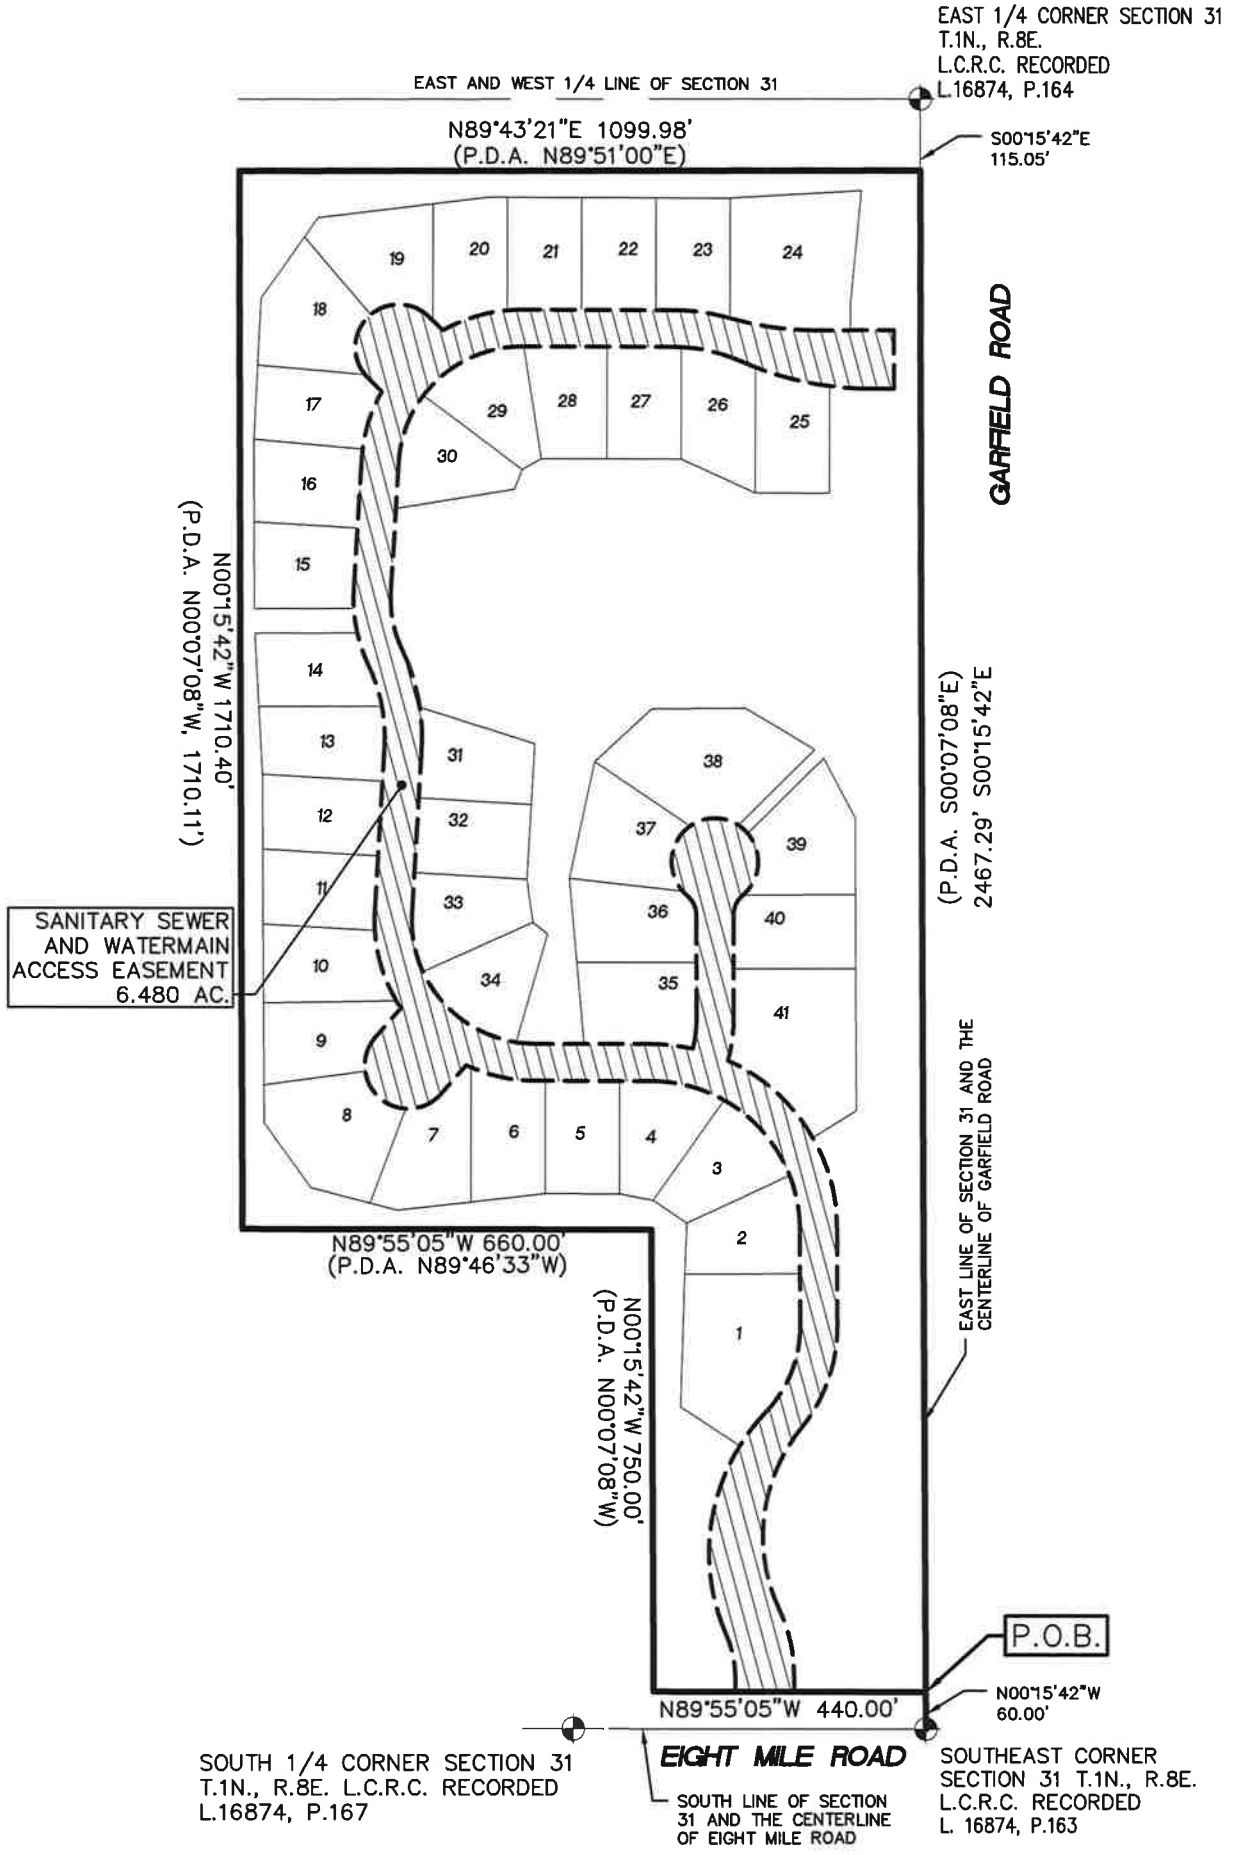 EAST 1/4 CORNER SECTION 31
T.1N., R.8E.
L.C.R.C. RECORDED
L.16874, P.164
EAST AND WEST 1/4 LINE OF SECTION 31
N89°43'21"E 1099.98'
(P.D.A. N89°51'00"E)
S00°15'42"E
115.05'
19
20
21
22
23
24
18
17
29
28
27
26
25
30
16
15
GARFIELD ROAD
N00°15'42"W 1710.40'
(P.D.A. N00°07'08"W, 1710.11')
14
13
31
38
12
32
37
39
11
33
36
40
10
34
35
41
9
8
7
6
5
4
3
2
1
(P.D.A. S00°07'08"E)
2467.29' S00°15'42"E
SANITARY SEWER
AND WATERMAIN
ACCESS EASEMENT
6.480 AC.
EAST LINE OF SECTION 31 AND THE
CENTERLINE OF GARFIELD ROAD
N89°55'05"W 660.00'
(P.D.A. N89°46'33"W)
N00°15'42"W 750.00'
(P.D.A. N00°07'08"W)
P.O.B.
N89°55'05"W 440.00'
N00°15'42"W
60.00'
EIGHT MILE ROAD
SOUTH 1/4 CORNER SECTION 31
T.1N., R.8E. L.C.R.C. RECORDED
L.16874, P.167
SOUTH LINE OF SECTION
31 AND THE CENTERLINE
OF EIGHT MILE ROAD
SOUTHEAST CORNER
SECTION 31 T.1N., R.8E.
L.C.R.C. RECORDED
L. 16874, P.163